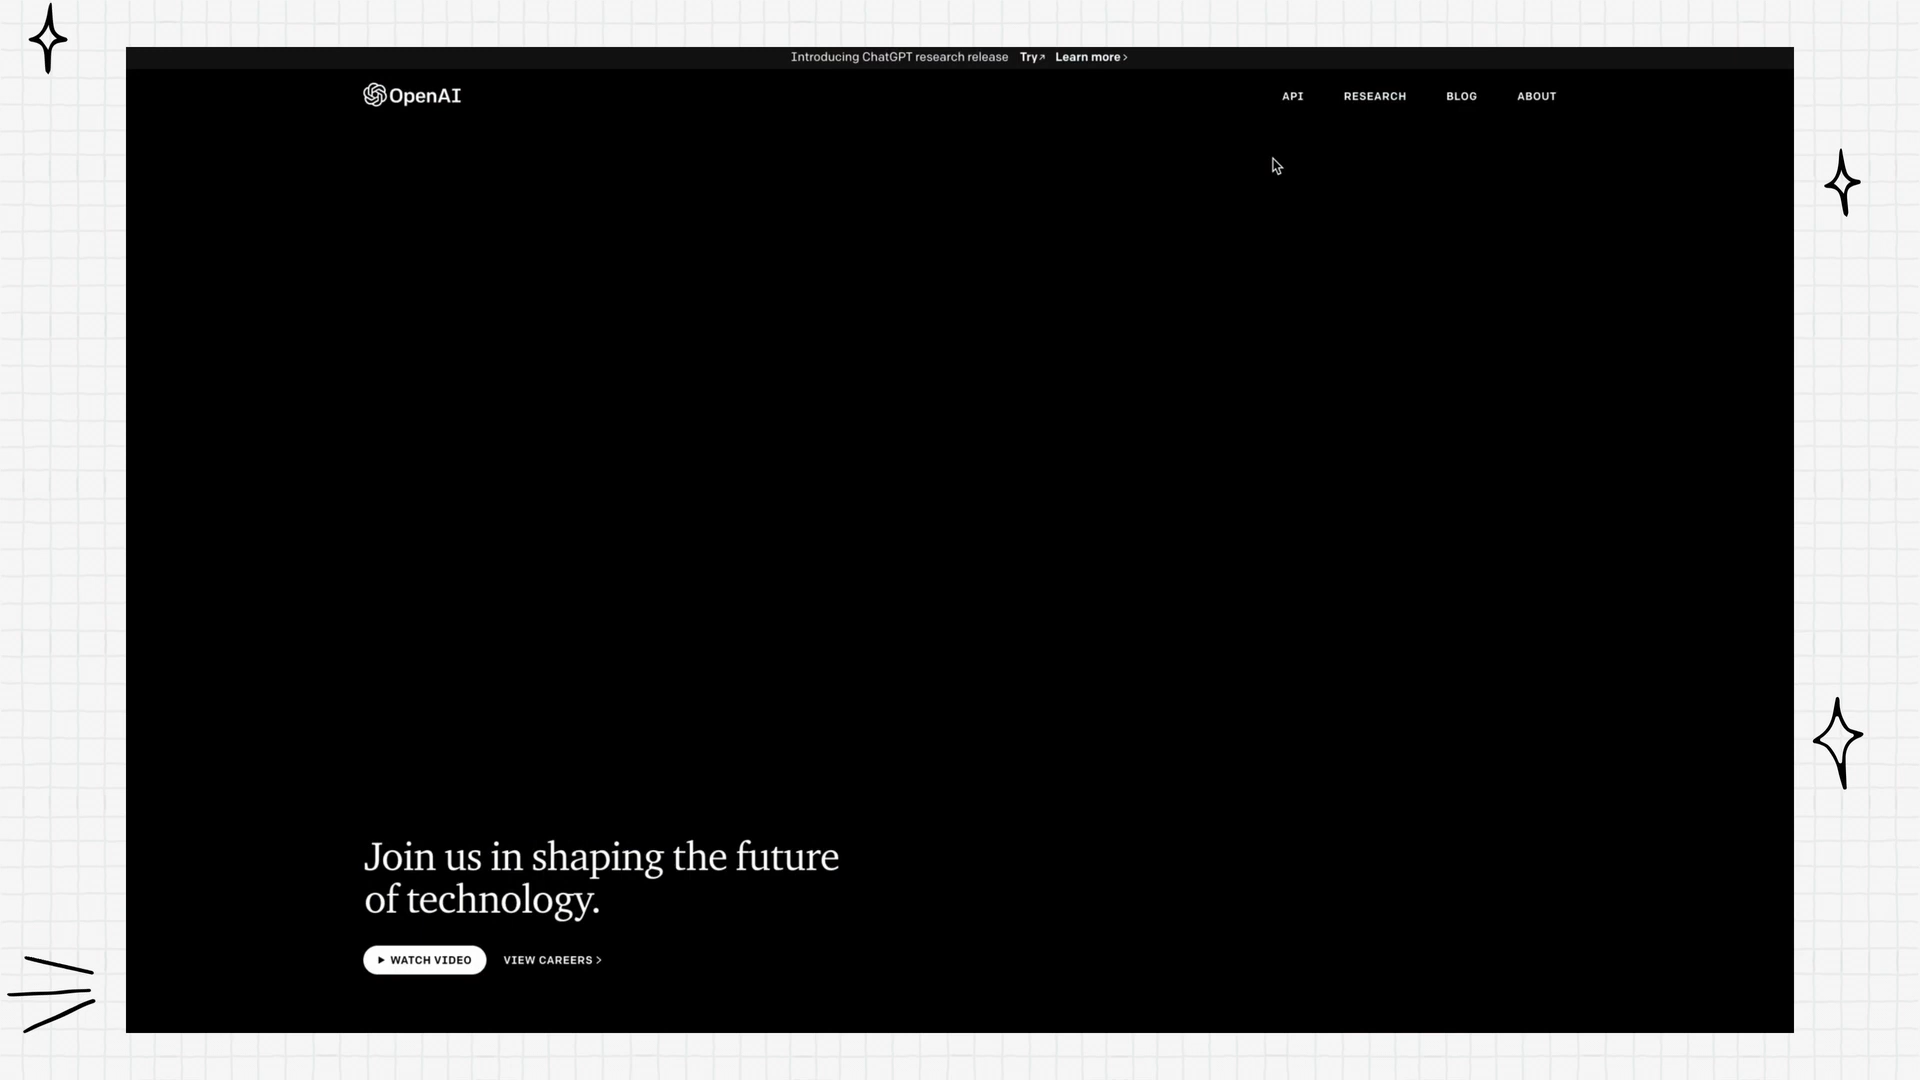 Introducing ChatGPT research release Try↗ Learn more ›
OpenAI
API RESEARCH BLOG ABOUT
Join us in shaping the future
of technology.
WATCH VIDEO VIEW CAREERS ›